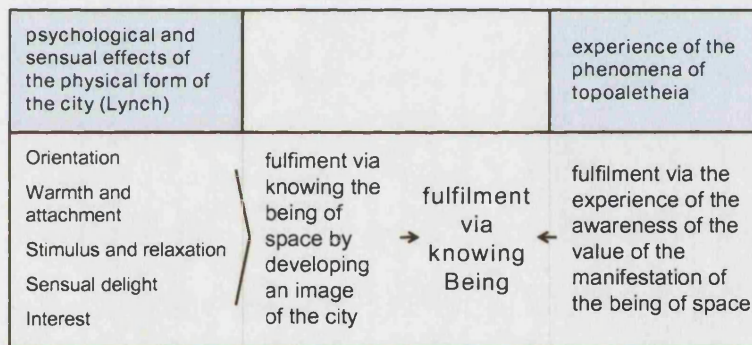 psychological and
sensual effects of
the physical form of
the city (Lynch)
experience of the
phenomena of
topoaletheia
Orientation
Warmth and
attachment
Stimulus and relaxation
Sensual delight
Interest
fulfiment via
knowing the
being of
space by
developing
an image
of the city
fulfilment
via
knowing
Being
fulfilment via the
experience of the
awareness of the
value of the
manifestation of
the being of space